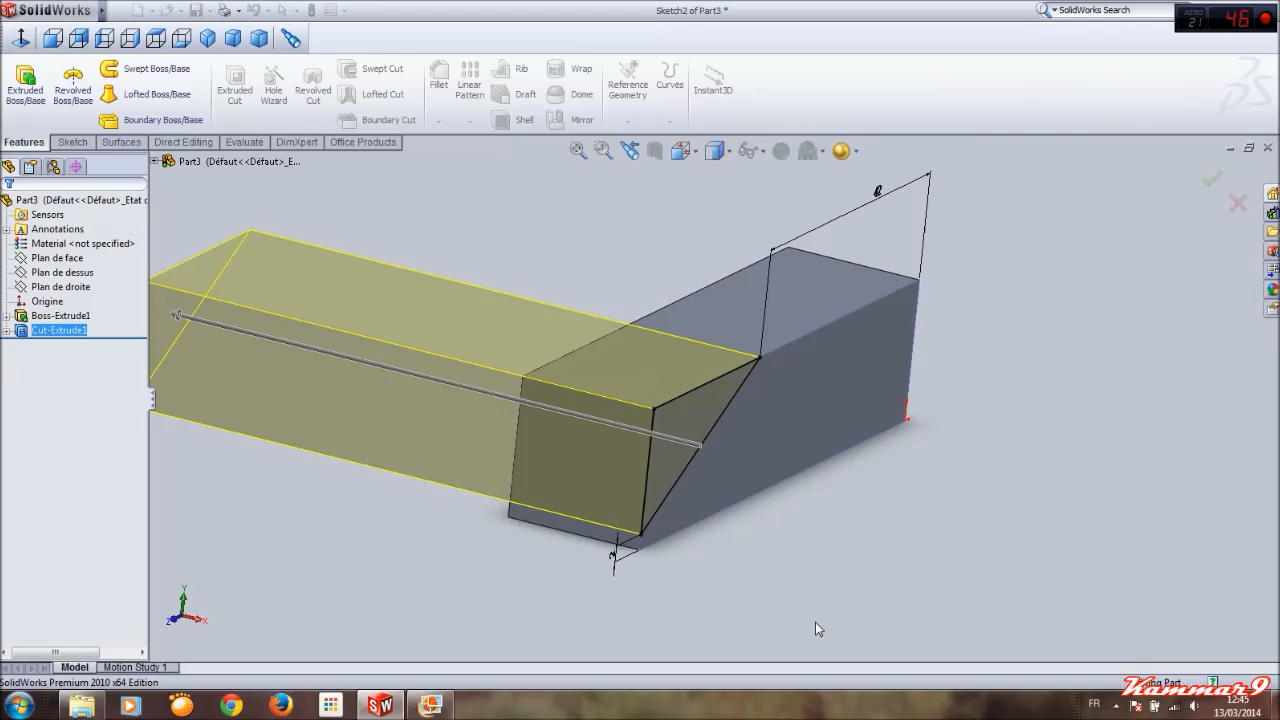 SolidWorks
Sketch2 of Part3 *
SolidWorks Search
AERO
21
46
Extruded Boss/Base
Revolved Boss/Base
Swept Boss/Base
Lofted Boss/Base
Boundary Boss/Base
Extruded Cut
Hole Wizard
Revolved Cut
Swept Cut
Lofted Cut
Boundary Cut
Fillet
Linear Pattern
Rib
Draft
Shell
Wrap
Dome
Mirror
Reference Geometry
Curves
Instant3D
Features
Sketch
Surfaces
Direct Editing
Evaluate
DimXpert
Office Products
Part3 (Défaut<<Défaut>_E...
Part3 (Défaut<<Défaut>_Etat
Sensors
Annotations
Material <not specified>
Plan de face
Plan de dessus
Plan de droite
Origine
Boss-Extrude1
Cut-Extrude1
2
Y
Z
X
Model
Motion Study 1
SolidWorks Premium 2010 x64 Edition
Part
Kammar9
FR
12:45
13/03/2014